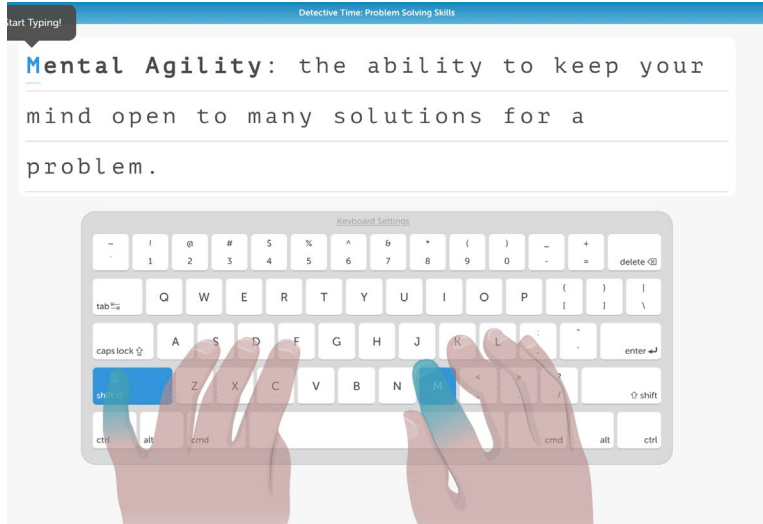 Detective Time: Problem Solving Skills
Start Typing!
Mental Agility: the ability to keep your
mind open to many solutions for a
problem.
Keyboard Settings
~ ! @ # $ % ^ & * ( ) _ +
` 1 2 3 4 5 6 7 8 9 0 - = delete
tab Q W E R T Y U I O P { [ } ] | \
caps lock A S D F G H J K L : ; " ' enter
shift Z X C V B N M < , > . ? / shift
ctrl alt cmd cmd alt ctrl